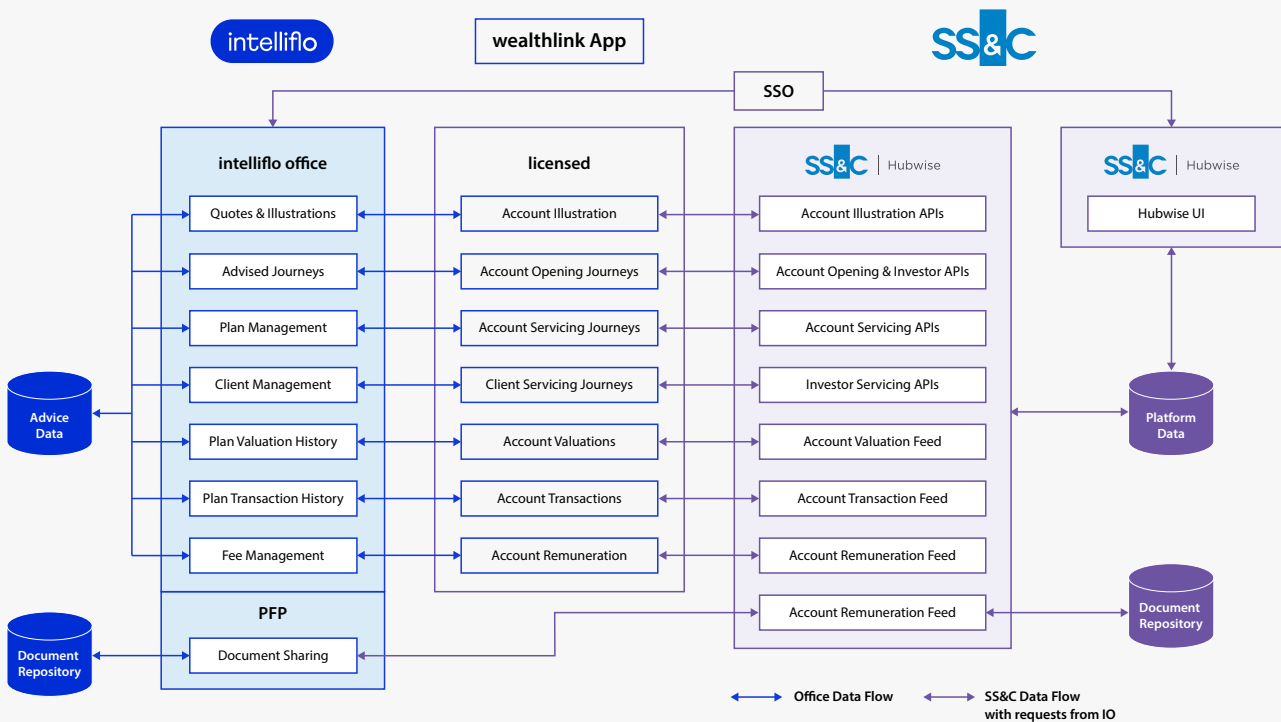 intelliflo
wealthlink App
SS&C
SSO
intelliflo office
licensed
SS&C | Hubwise
SS&C | Hubwise
Quotes & Illustrations
Account Illustration
Account Illustration APIs
Hubwise UI
Advised Journeys
Account Opening Journeys
Account Opening & Investor APIs
Plan Management
Account Servicing Journeys
Account Servicing APIs
Client Management
Client Servicing Journeys
Investor Servicing APIs
Advice
Data
Platform
Data
Plan Valuation History
Account Valuations
Account Valuation Feed
Plan Transaction History
Account Transactions
Account Transaction Feed
Fee Management
Account Remuneration
Account Remuneration Feed
PFP
Account Remuneration Feed
Document
Repository
Document Sharing
Document
Repository
Office Data Flow
SS&C Data Flow
with requests from IO